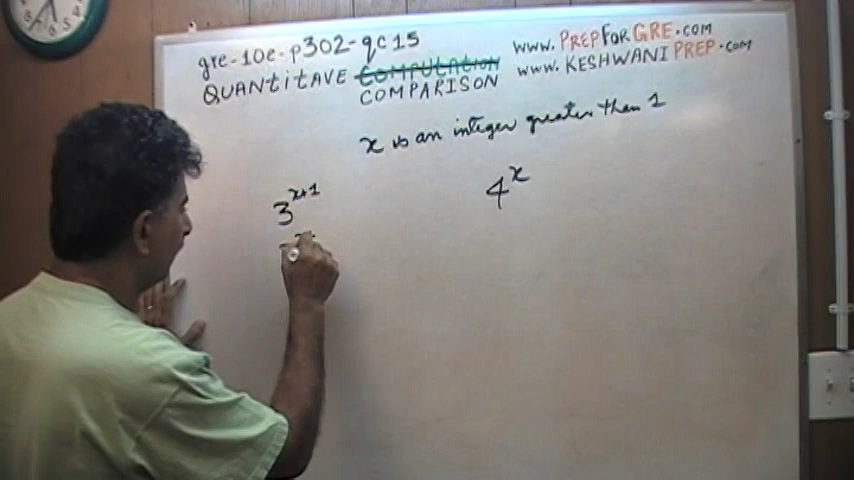 gre-10e-p302-qc15
www.PREPFORGRE.com
QUANTITAVE COMPUTATION
www.KESHWANIPREP.com
COMPARISON
x is an integer greater than 1
3^{x+1}
4^x